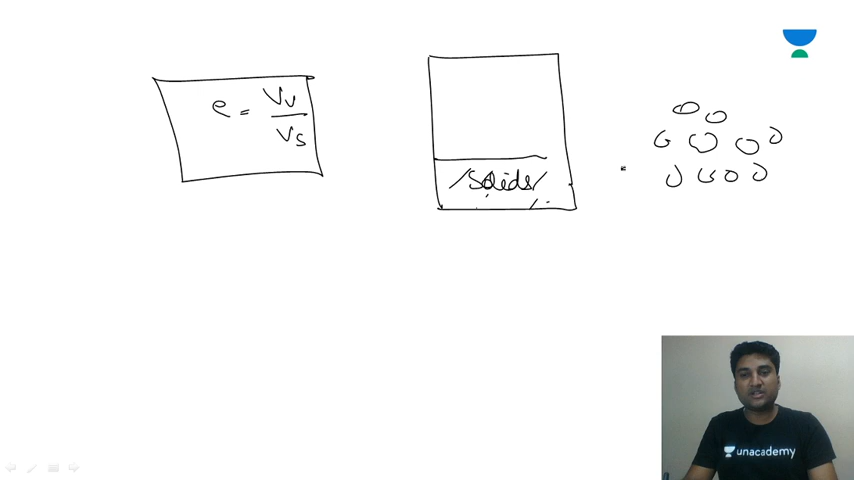 e = Vv / Vs
/Solids/
unacademy